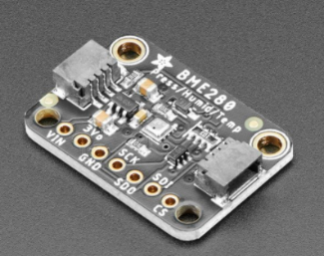 BME280
Press/Humid/Temp
VIN
3Vo
GND
SCK
SDO
SDI
CS